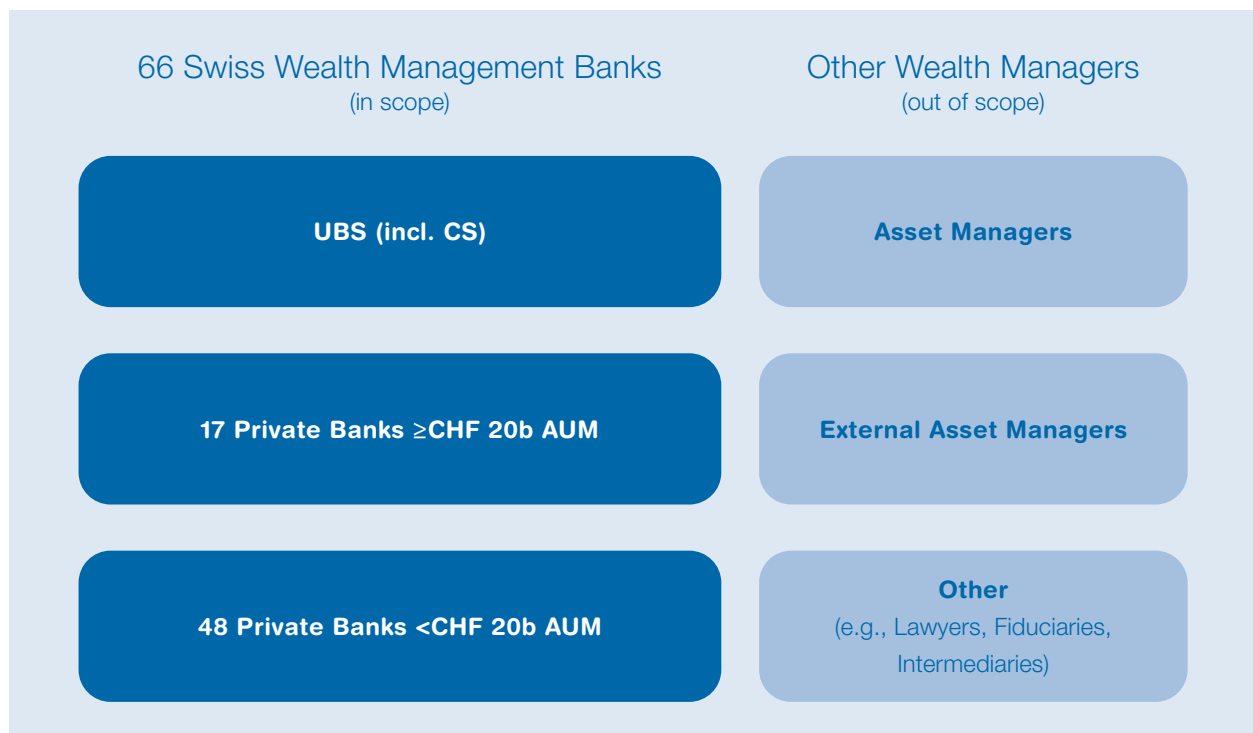 66 Swiss Wealth Management Banks
(in scope)
UBS (incl. CS)
17 Private Banks ≥CHF 20b AUM
48 Private Banks <CHF 20b AUM
Other Wealth Managers
(out of scope)
Asset Managers
External Asset Managers
Other
(e.g., Lawyers, Fiduciaries,
Intermediaries)